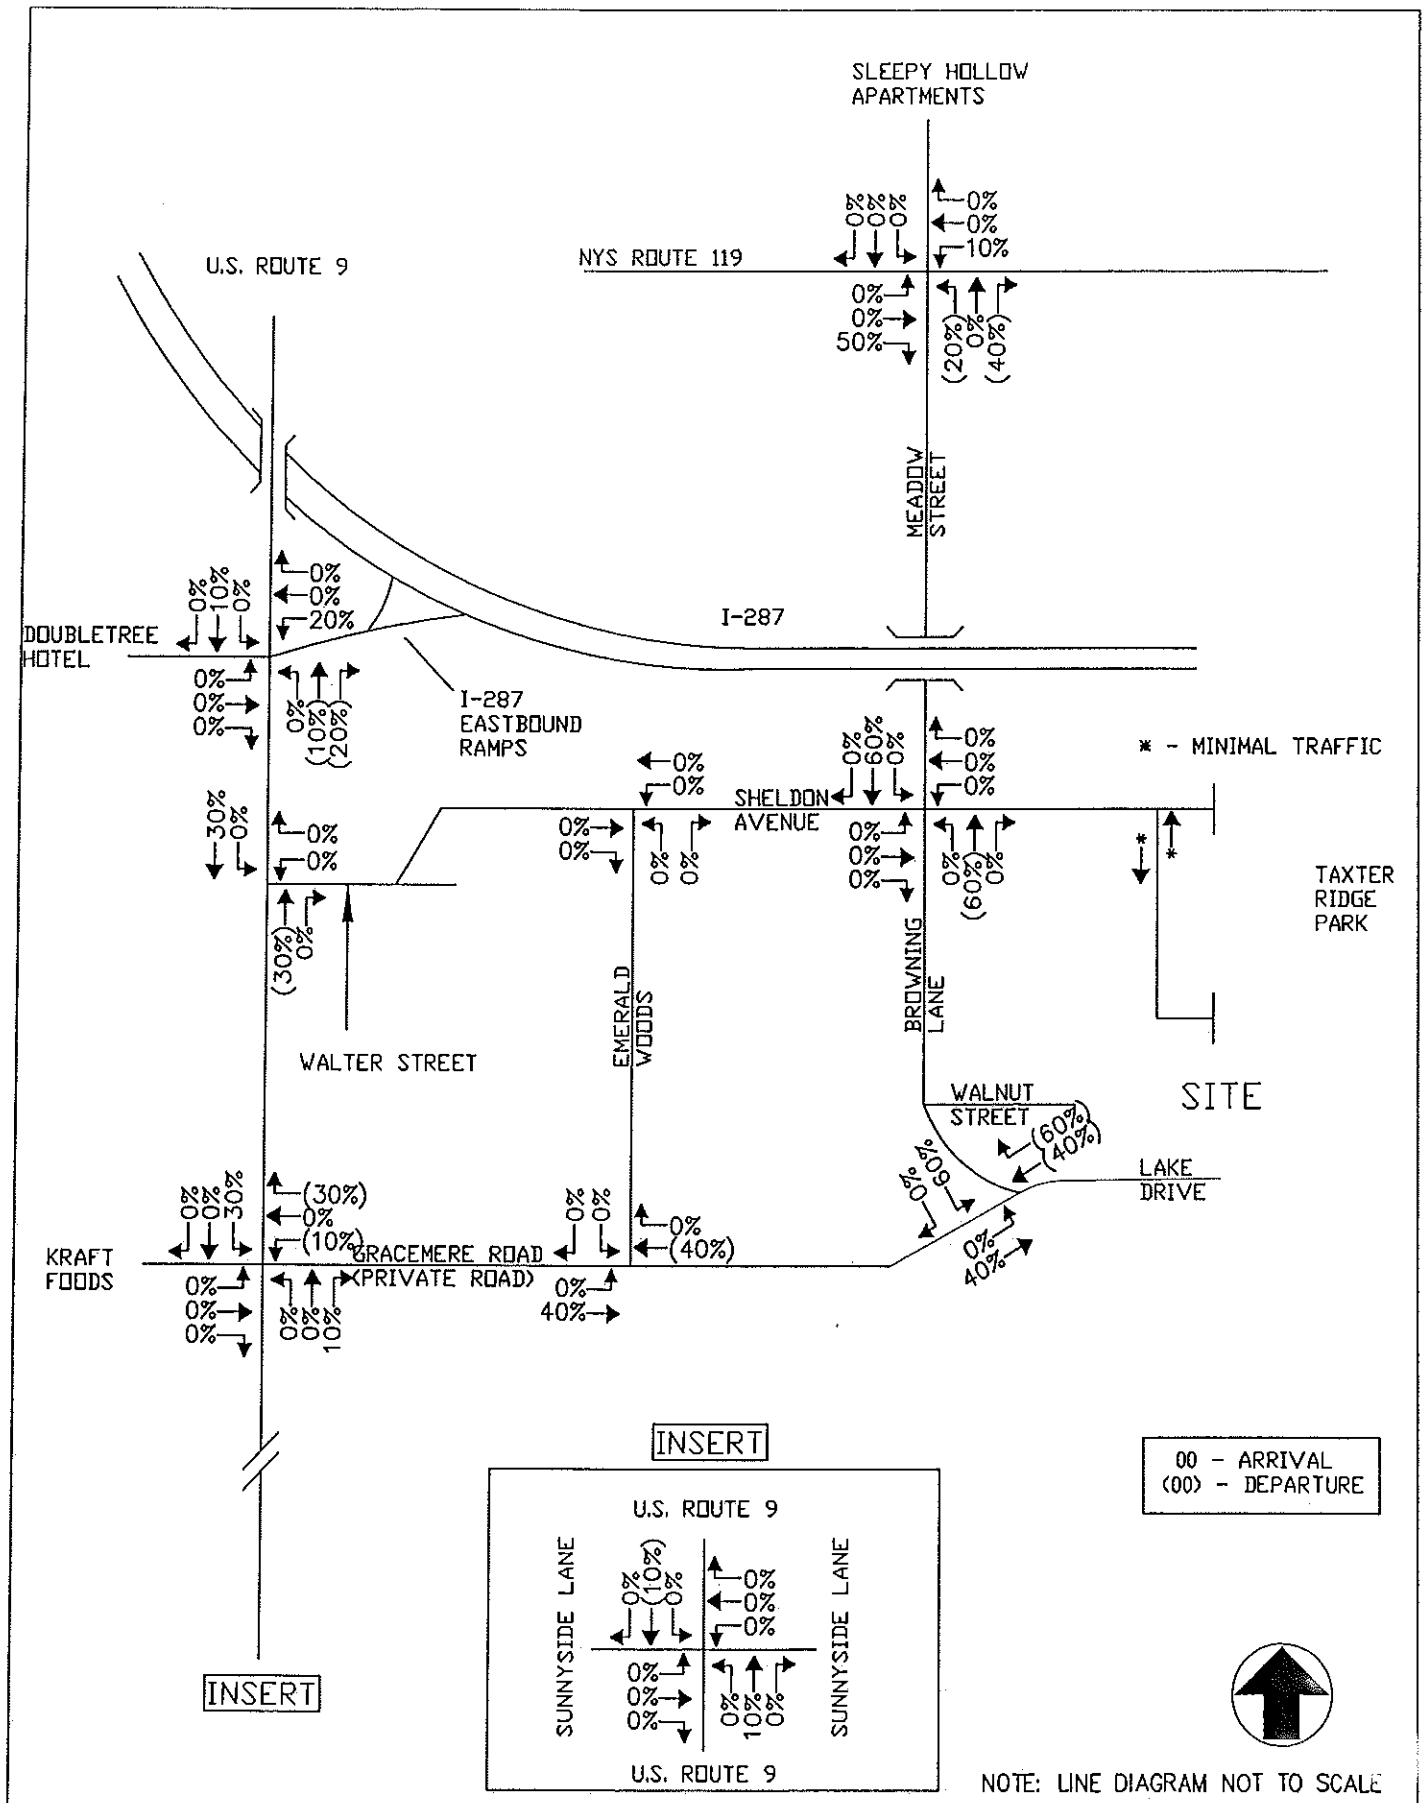 SLEEPY HOLLOW
APARTMENTS
0%
0%
0%
0%
0%
10%
NYS ROUTE 119
0%
0%
50%
(20%)
0%
(40%)
U.S. ROUTE 9
MEADOW
STREET
0%
10%
0%
0%
0%
20%
DOUBLETREE
HOTEL
0%
0%
0%
0%
(10%)
(20%)
I-287
I-287
EASTBOUND
RAMPS
* - MINIMAL TRAFFIC
30%
0%
0%
0%
(30%)
0%
WALTER STREET
0%
0%
0%
0%
0%
0%
SHELDON
AVENUE
0%
60%
0%
0%
0%
0%
0%
0%
0%
0%
(60%)
0%
*
*
TAXTER
RIDGE
PARK
EMERALD
WOODS
BROWNING
LANE
SITE
WALNUT
STREET
(60%)
(40%)
0%
60%
LAKE
DRIVE
0%
40%
KRAFT
FOODS
0%
0%
30%
(30%)
0%
(10%)
GRACEMERE ROAD
(PRIVATE ROAD)
0%
0%
0%
0%
0%
10%
0%
0%
0%
(40%)
0%
40%
INSERT
00 - ARRIVAL
(00) - DEPARTURE
U.S. ROUTE 9
SUNNYSIDE LANE
0%
(10%)
0%
0%
0%
0%
SUNNYSIDE LANE
0%
0%
0%
0%
10%
0%
U.S. ROUTE 9
INSERT
NOTE: LINE DIAGRAM NOT TO SCALE